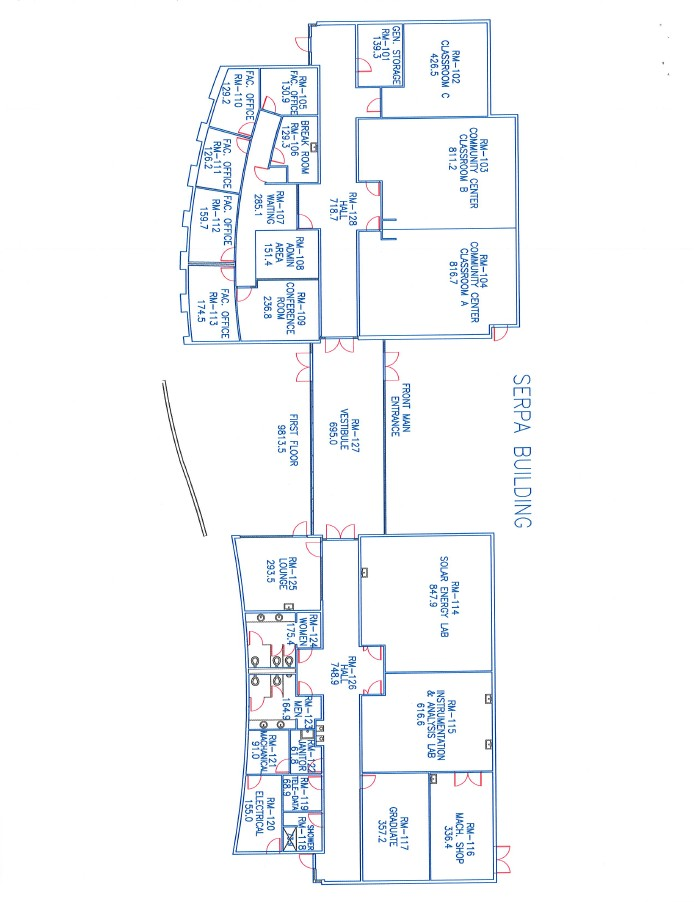 SERPA BUILDING
GEN. STORAGE
RM-101
139.3
RM-102
CLASSROOM C
426.5
RM-103
COMMUNITY CENTER
CLASSROOM B
811.2
RM-104
COMMUNITY CENTER
CLASSROOM A
816.7
RM-105
FAC. OFFICE
130.9
BREAK ROOM
RM-106
129.3
RM-107
WAITING
285.1
RM-108
ADMIN
AREA
151.4
RM-109
CONFERENCE
ROOM
236.8
FAC. OFFICE
RM-110
129.2
FAC. OFFICE
RM-111
126.2
FAC. OFFICE
RM-112
159.7
FAC. OFFICE
RM-113
174.5
RM-128
HALL
718.7
FRONT MAIN
ENTRANCE
RM-127
VESTIBULE
695.0
FIRST FLOOR
9813.5
RM-114
SOLAR ENERGY LAB
847.9
RM-115
INSTRUMENTATION
& ANALYSIS LAB
616.6
RM-116
MACH. SHOP
336.4
RM-117
GRADUATE
357.2
RM-126
HALL
748.9
RM-125
LOUNGE
293.5
RM-124
WOMEN
175.4
RM-123
MEN
164.9
RM-122
JANITOR
61.8
RM-121
MACHANICAL
91.0
RM-120
ELECTRICAL
155.0
RM-119
TELE-DATA
68.9
SHOWER
RM-118